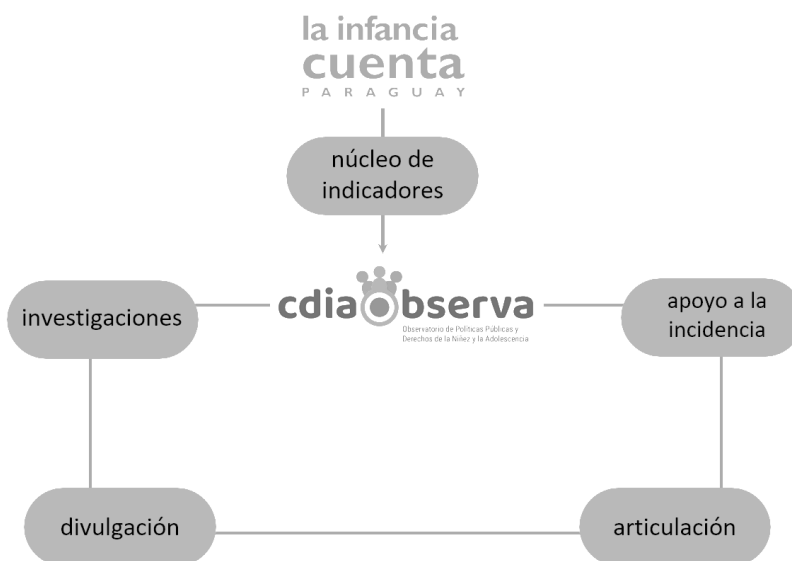 la infancia
cuenta
PARAGUAY
núcleo de
indicadores
cdiaObserva
Observatorio de Políticas Públicas y
Derechos de la Niñez y la Adolescencia
investigaciones
apoyo a la
incidencia
divulgación
articulación